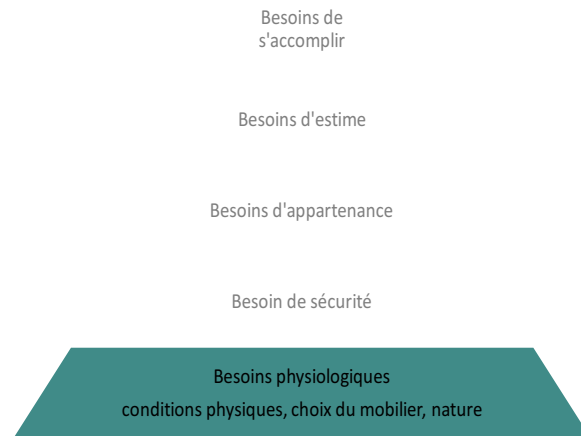 Besoins de
s'accomplir
Besoins d'estime
Besoins d'appartenance
Besoin de sécurité
Besoins physiologiques
conditions physiques, choix du mobilier, nature